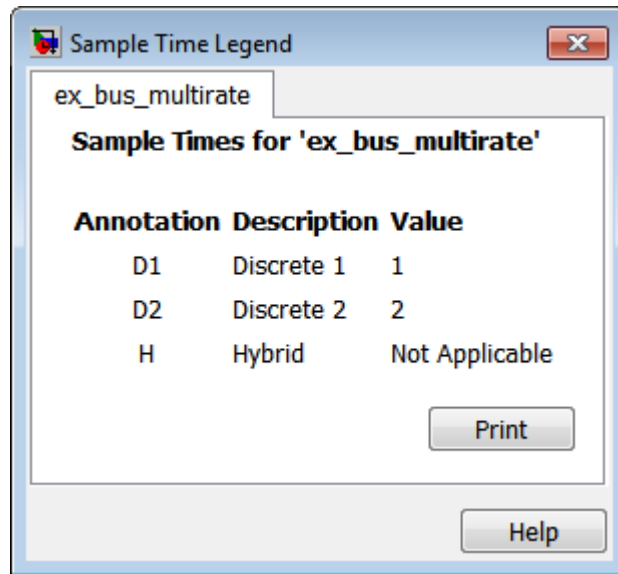 Sample Time Legend
ex_bus_multirate
Sample Times for 'ex_bus_multirate'
Annotation Description Value
D1 Discrete 1 1
D2 Discrete 2 2
H Hybrid Not Applicable
Print
Help